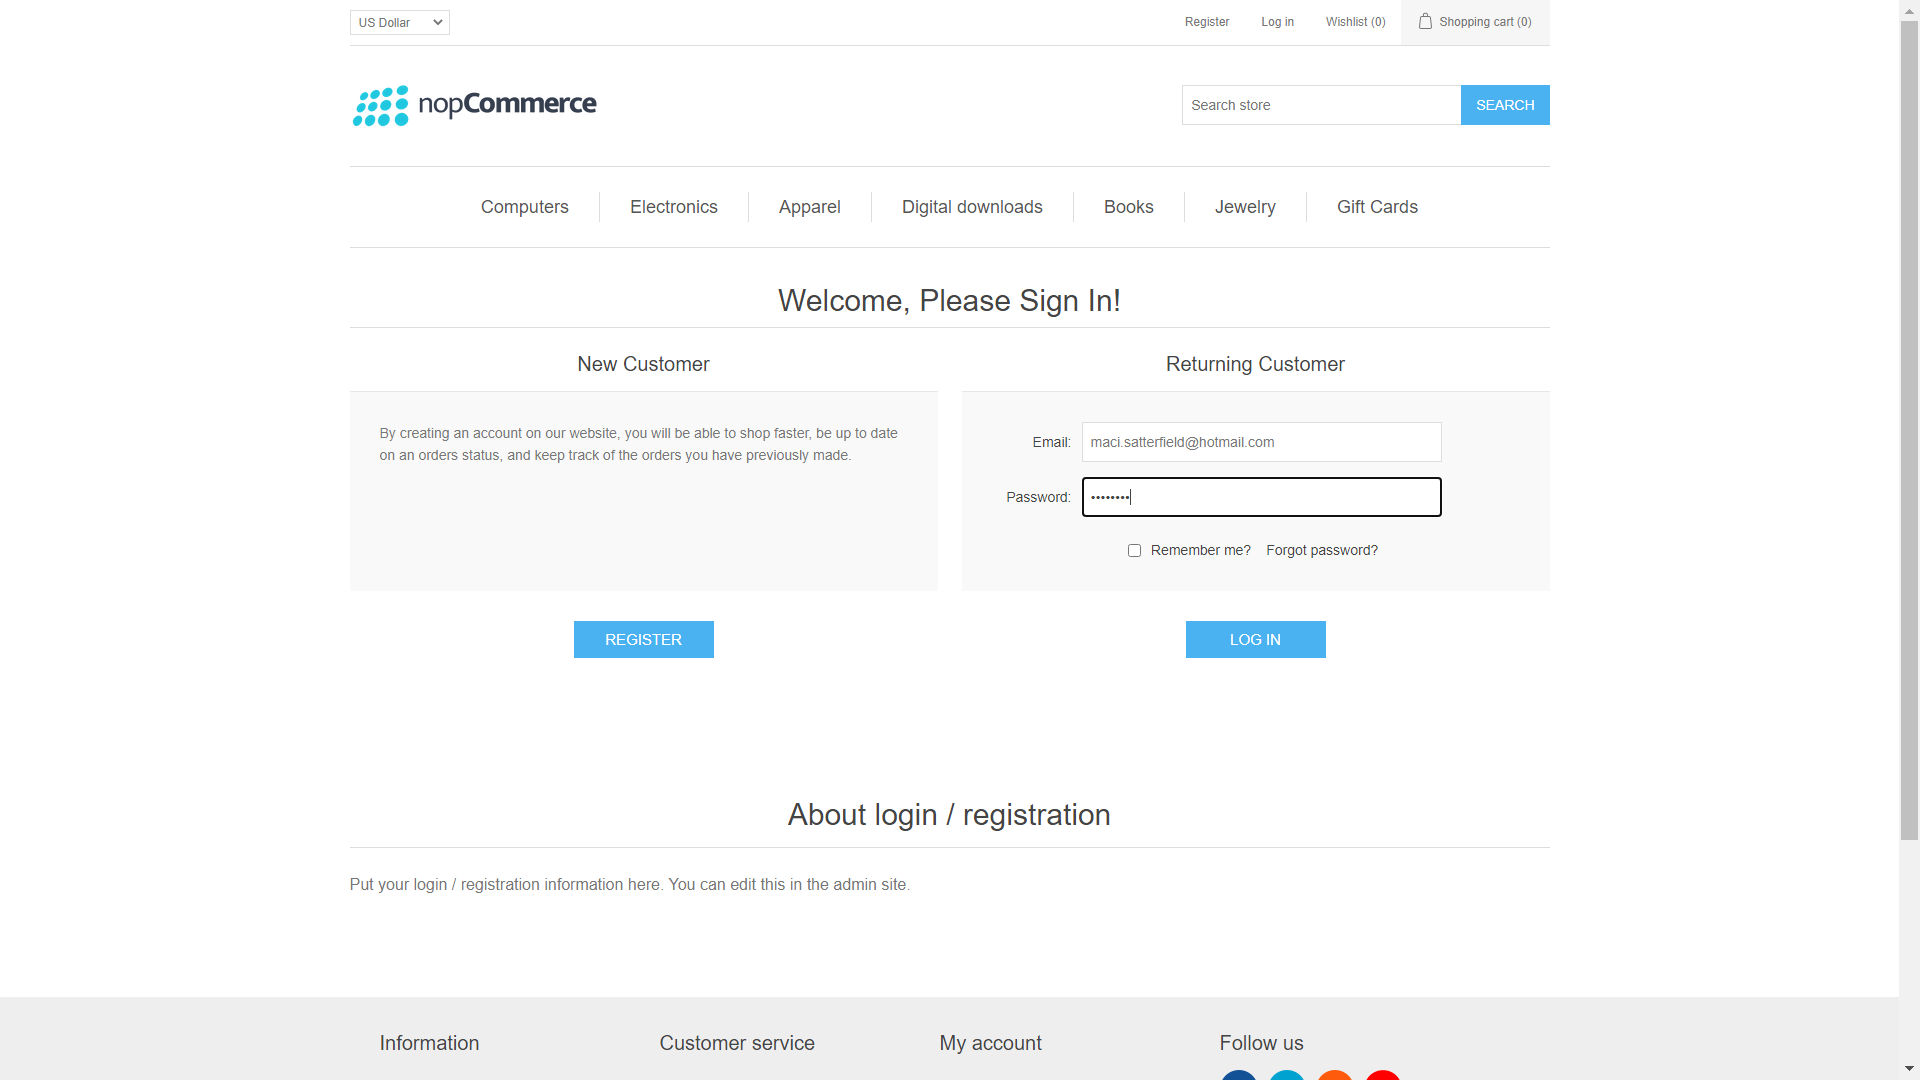 US Dollar
Register
Log in
Wishlist (0)
Shopping cart (0)
nopCommerce
Search store
SEARCH
Computers
Electronics
Apparel
Digital downloads
Books
Jewelry
Gift Cards
Welcome, Please Sign In!
New Customer
By creating an account on our website, you will be able to shop faster, be up to date
on an orders status, and keep track of the orders you have previously made.
REGISTER
Returning Customer
Email:
maci.satterfield@hotmail.com
Password:
••••••••
Remember me?
Forgot password?
LOG IN
About login / registration
Put your login / registration information here. You can edit this in the admin site.
Information
Customer service
My account
Follow us